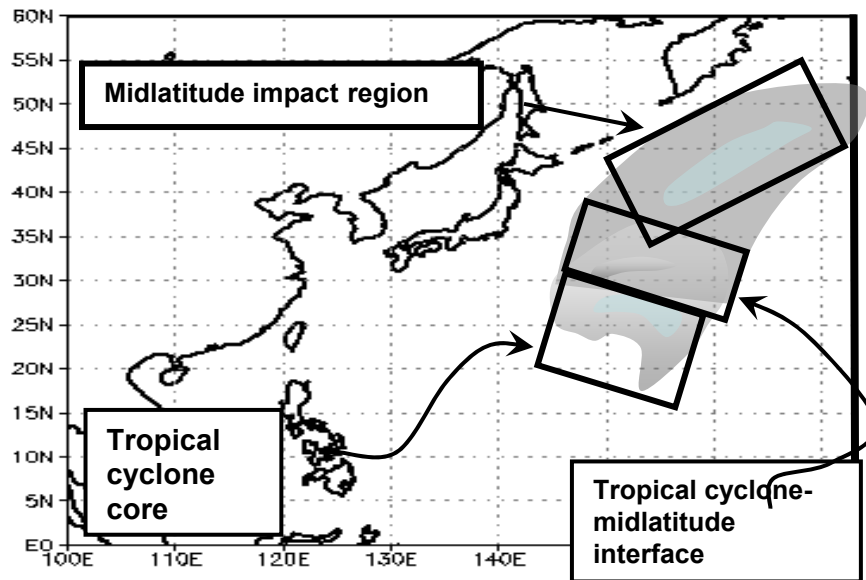 60N
55N
Midlatitude impact region
50N
45N
40N
35N
30N
25N
20N
15N
Tropical
cyclone
core
10N
5N
EQ
Tropical cyclone-
midlatitude
interface
100E
110E
120E
130E
140E